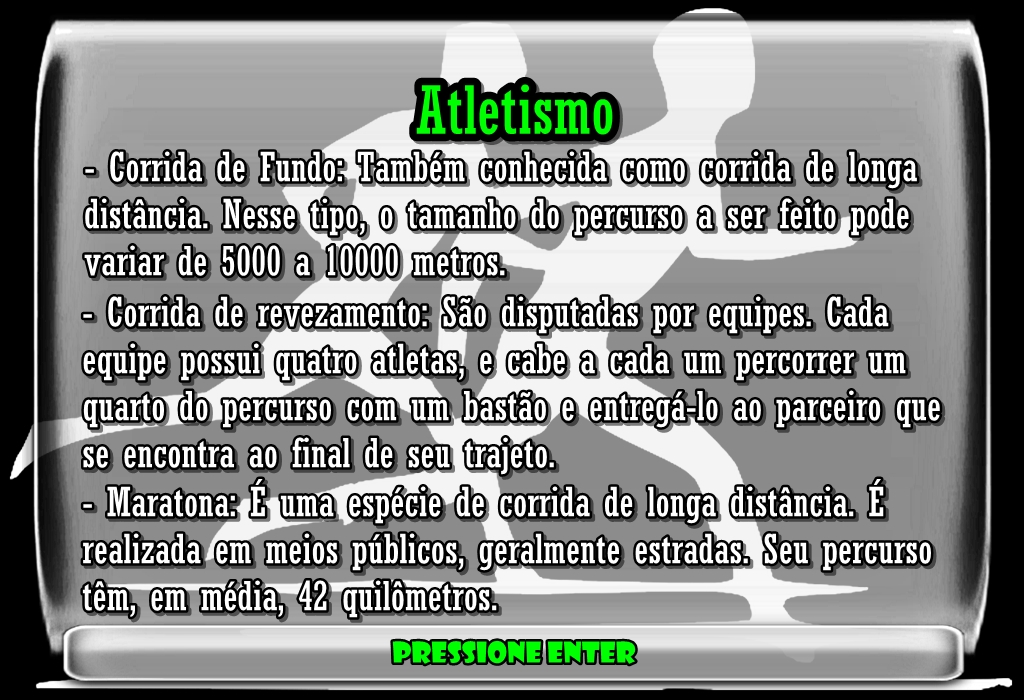 Atletismo
- Corrida de Fundo: Também conhecida como corrida de longa
distância. Nesse tipo, o tamanho do percurso a ser feito pode
variar de 5000 a 10000 metros.
- Corrida de revezamento: São disputadas por equipes. Cada
equipe possui quatro atletas, e cabe a cada um percorrer um
quarto do percurso com um bastão e entregá-lo ao parceiro que
se encontra ao final de seu trajeto.
- Maratona: É uma espécie de corrida de longa distância. É
realizada em meios públicos, geralmente estradas. Seu percurso
têm, em média, 42 quilômetros.
PRESSIONE ENTER